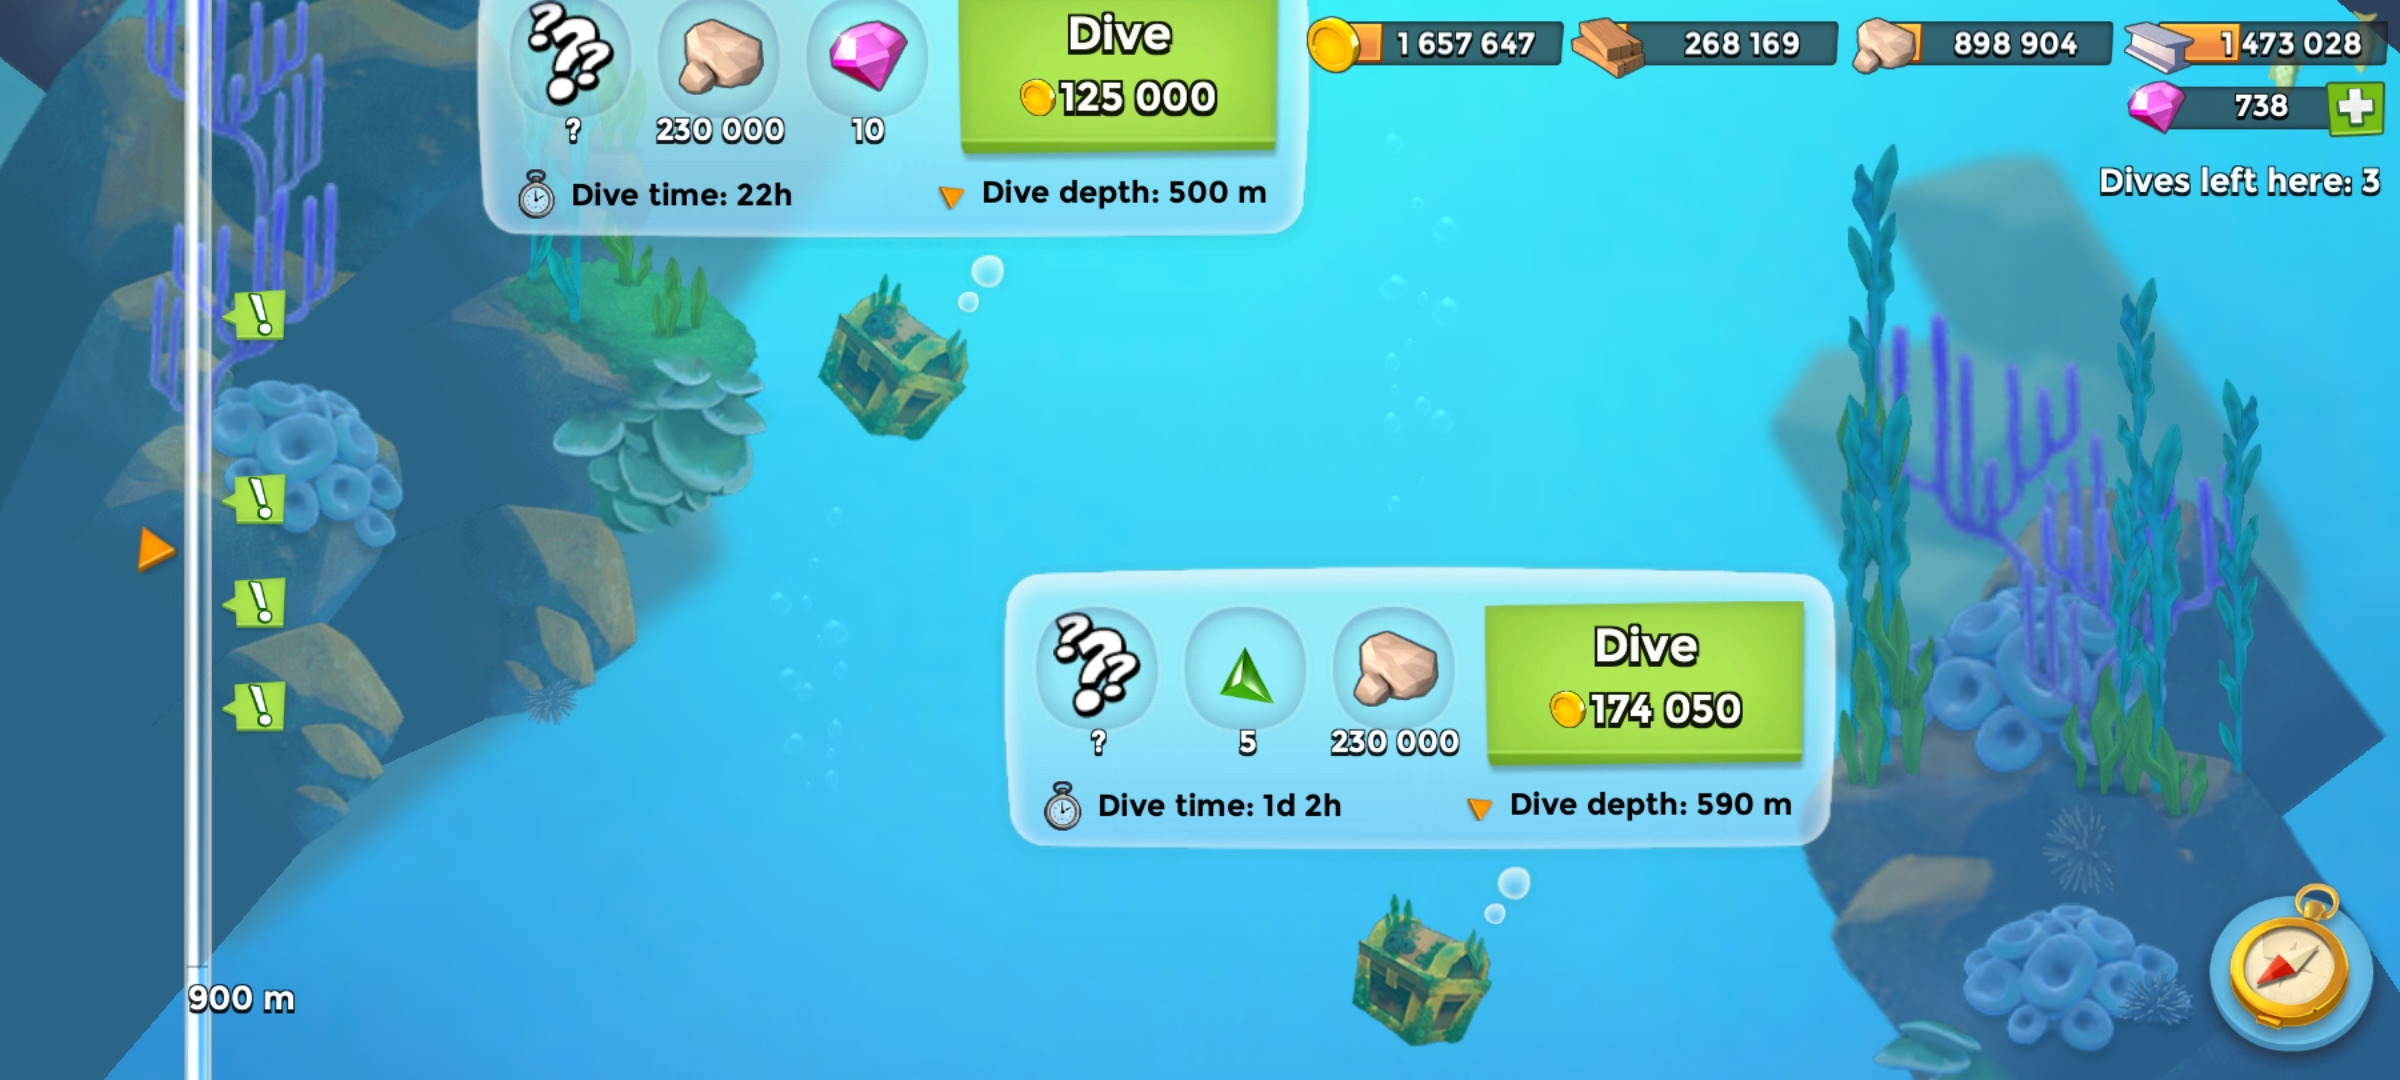 Dive
125 000
?
230 000
10
Dive time: 22h
Dive depth: 500 m
1 657 647
268 169
898 904
1 473 028
738
Dives left here: 3
!
!
!
!
Dive
174 050
?
5
230 000
Dive time: 1d 2h
Dive depth: 590 m
900 m